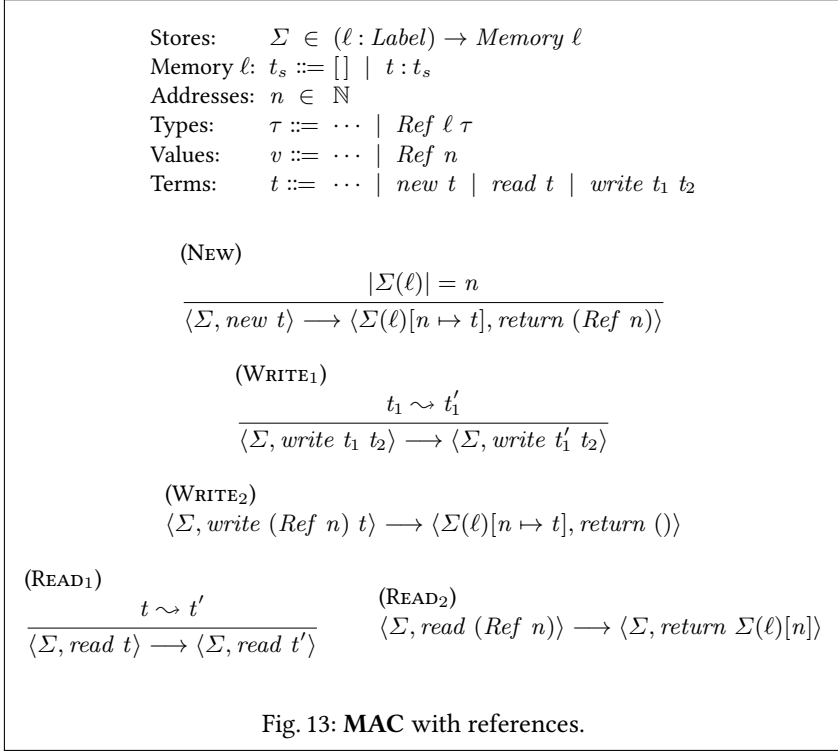 Stores: Σ ∈ (ℓ : Label) → Memory ℓ
Memory ℓ: t_s ::= [ ] | t : t_s
Addresses: n ∈ ℕ
Types: τ ::= ⋯ | Ref ℓ τ
Values: v ::= ⋯ | Ref n
Terms: t ::= ⋯ | new t | read t | write t₁ t₂
(New)
|Σ(ℓ)| = n
⟨Σ, new t⟩ ⟶ ⟨Σ(ℓ)[n ↦ t], return (Ref n)⟩
(Write₁)
t₁ ⇝ t₁′
⟨Σ, write t₁ t₂⟩ ⟶ ⟨Σ, write t₁′ t₂⟩
(Write₂)
⟨Σ, write (Ref n) t⟩ ⟶ ⟨Σ(ℓ)[n ↦ t], return ()⟩
(Read₁)
t ⇝ t′
⟨Σ, read t⟩ ⟶ ⟨Σ, read t′⟩
(Read₂)
⟨Σ, read (Ref n)⟩ ⟶ ⟨Σ, return Σ(ℓ)[n]⟩
Fig. 13: MAC with references.